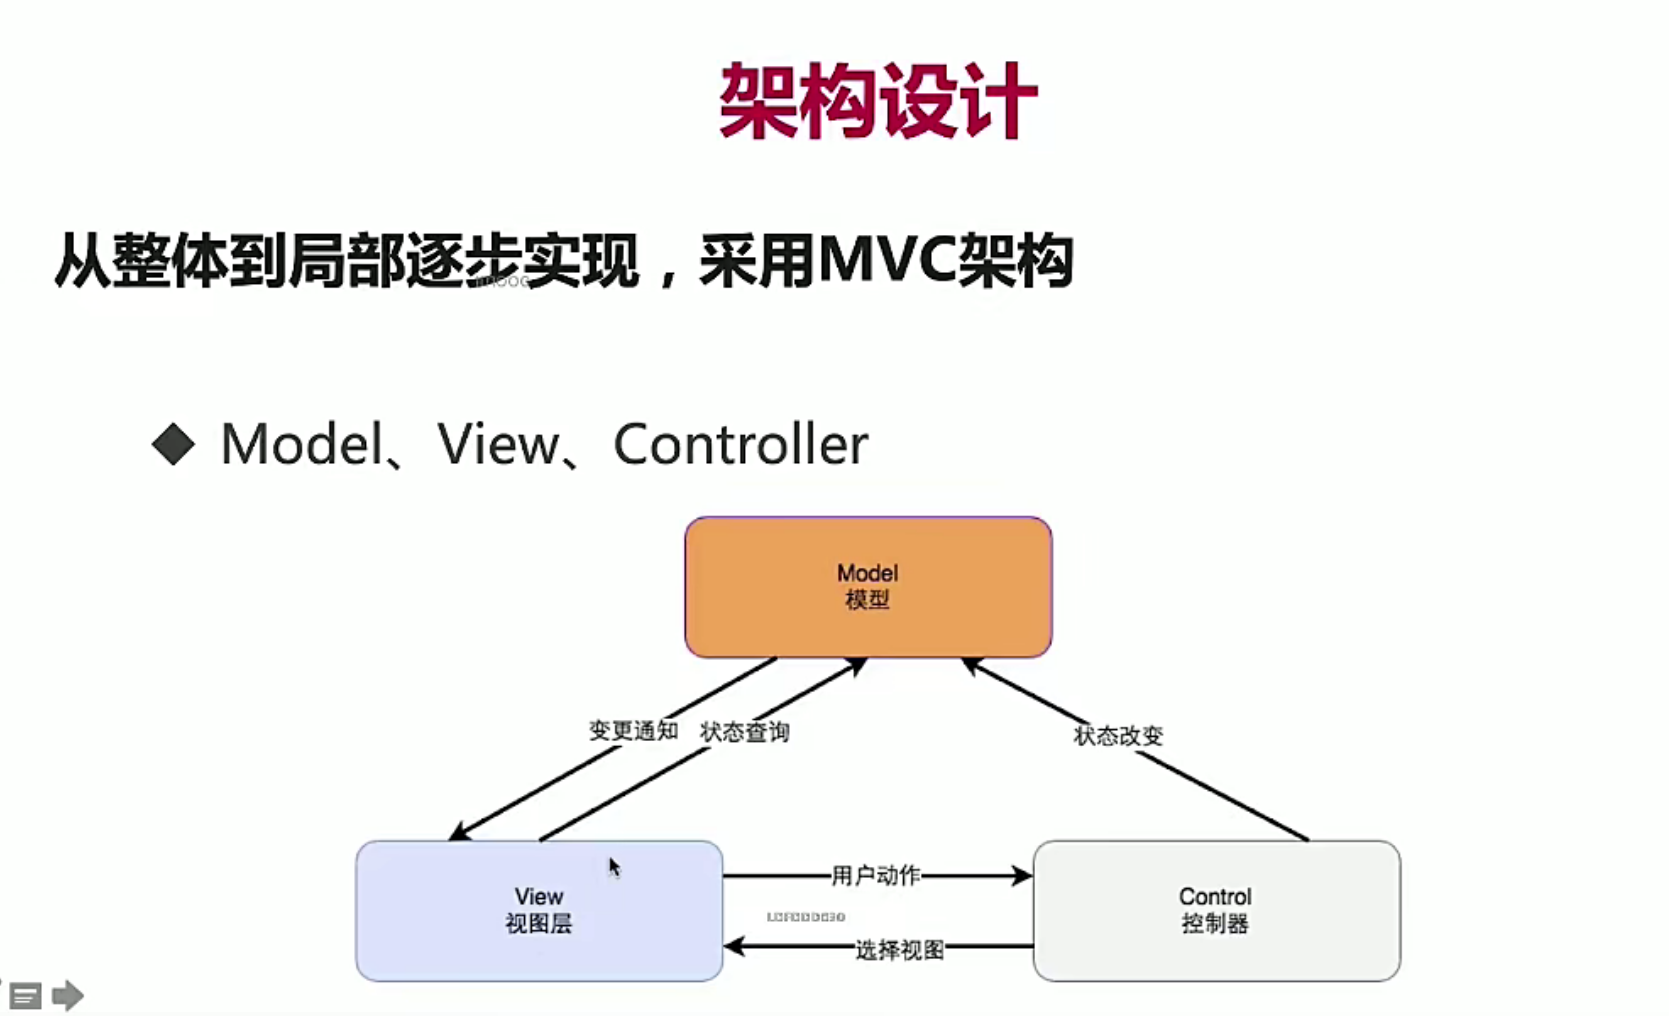 架构设计
从整体到局部逐步实现，采用MVC架构
Model、View、Controller
Model
模型
变更通知
状态查询
状态改变
View
视图层
用户动作
选择视图
Control
控制器